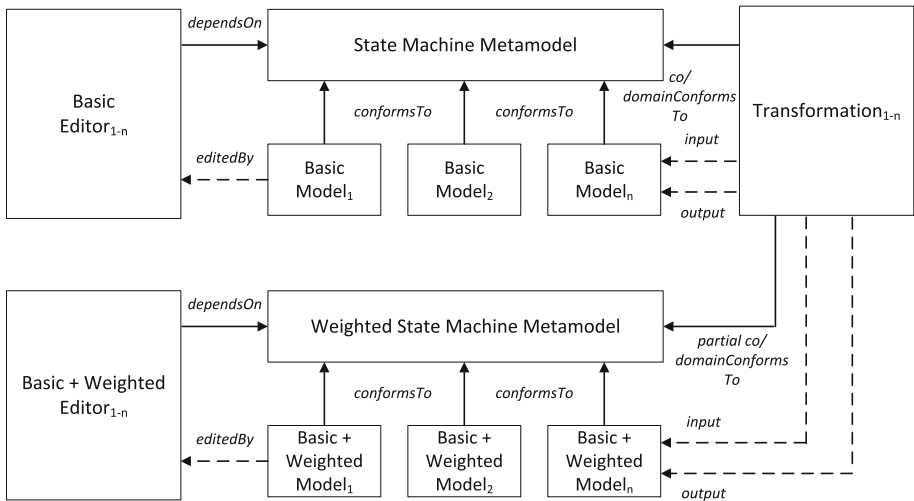 dependsOn
State Machine Metamodel
Basic
Editor1-n
conformsTo
conformsTo
co/
domainConforms
To
Transformation1-n
editedBy
Basic
Model1
Basic
Model2
Basic
Modeln
input
output
dependsOn
Weighted State Machine Metamodel
partial co/
domainConforms
To
Basic + Weighted
Editor1-n
conformsTo
conformsTo
editedBy
Basic +
Weighted
Model1
Basic +
Weighted
Model2
Basic +
Weighted
Modeln
input
output